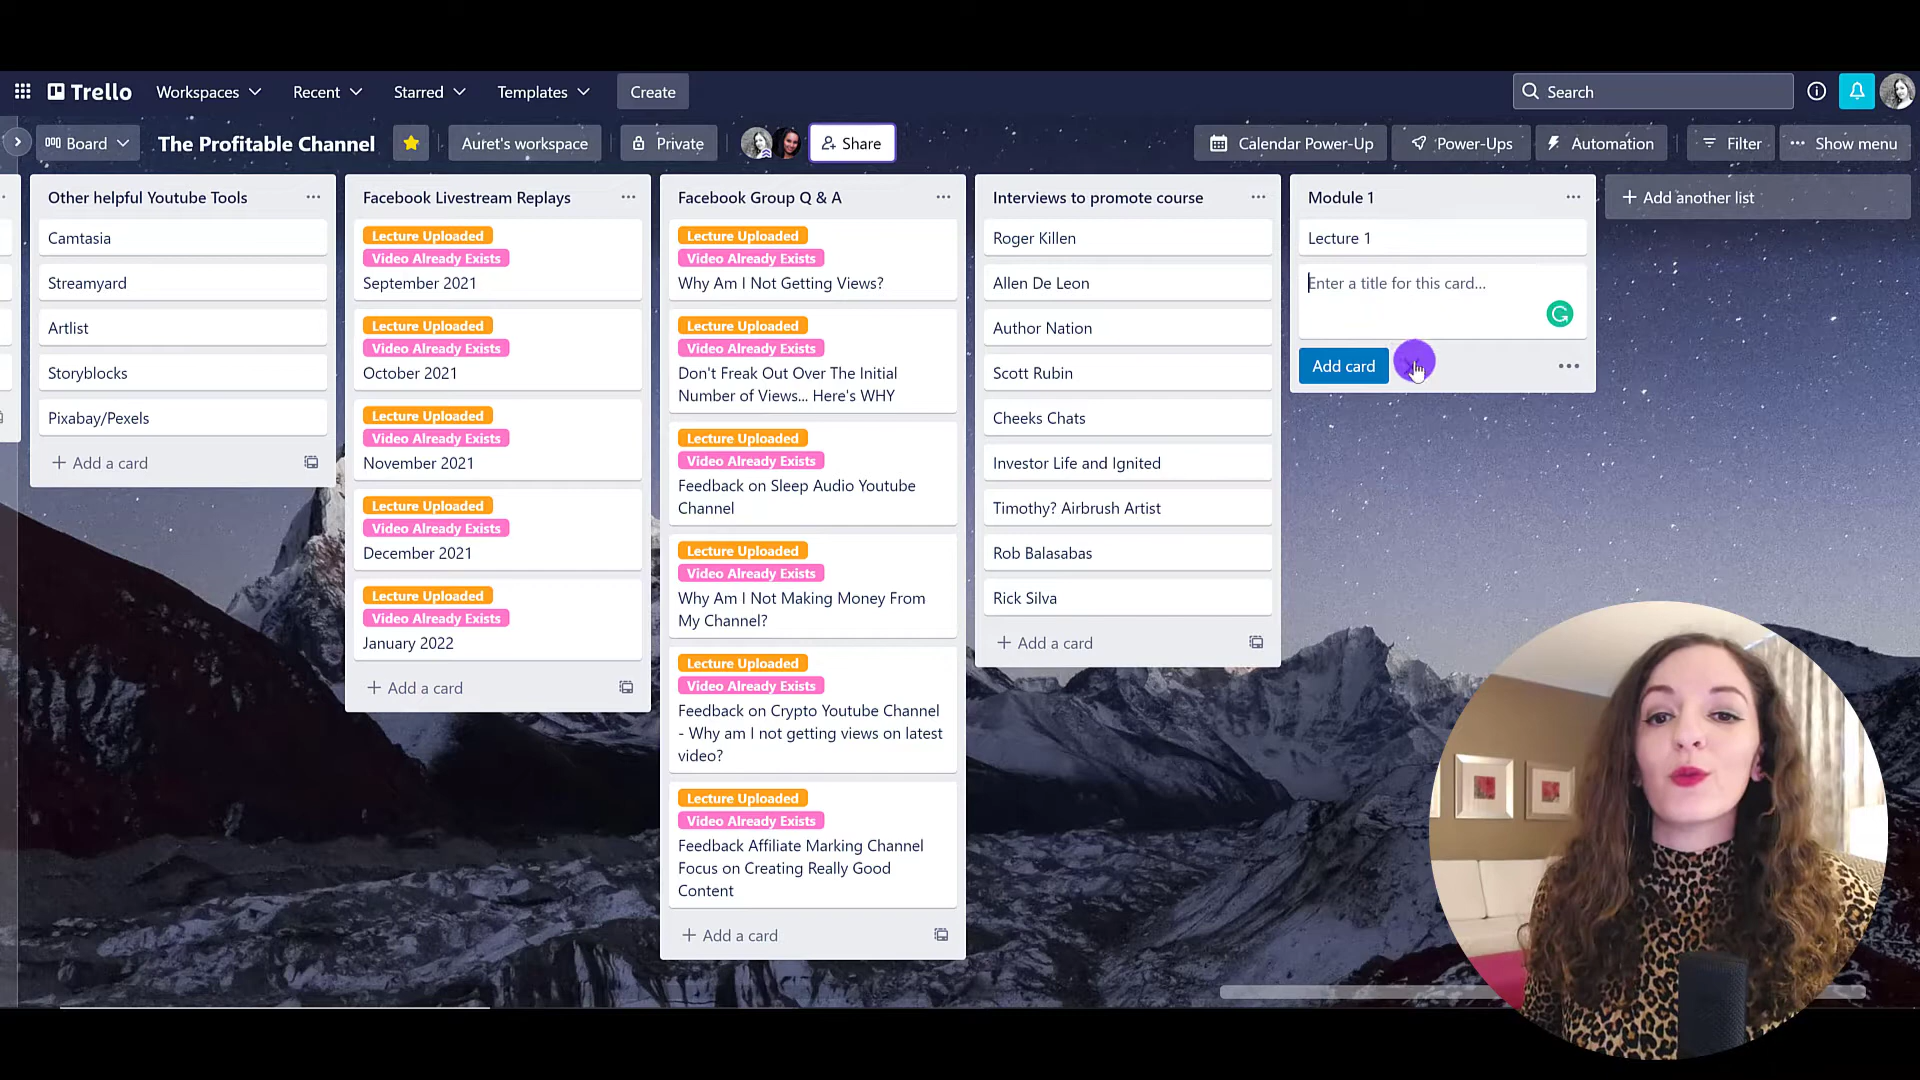 Trello
Workspaces
Recent
Starred
Templates
Create
Search
Board
The Profitable Channel
Auret's workspace
Private
Share
Calendar Power-Up
Power-Ups
Automation
Filter
Show menu
Other helpful Youtube Tools
Camtasia
Streamyard
Artlist
Storyblocks
Pixabay/Pexels
Add a card
Facebook Livestream Replays
Lecture Uploaded
Video Already Exists
September 2021
Lecture Uploaded
Video Already Exists
October 2021
Lecture Uploaded
Video Already Exists
November 2021
Lecture Uploaded
Video Already Exists
December 2021
Lecture Uploaded
Video Already Exists
January 2022
Add a card
Facebook Group Q & A
Lecture Uploaded
Video Already Exists
Why Am I Not Getting Views?
Lecture Uploaded
Video Already Exists
Don't Freak Out Over The Initial
Number of Views... Here's WHY
Lecture Uploaded
Video Already Exists
Feedback on Sleep Audio Youtube
Channel
Lecture Uploaded
Video Already Exists
Why Am I Not Making Money From
My Channel?
Lecture Uploaded
Video Already Exists
Feedback on Crypto Youtube Channel
- Why am I not getting views on latest
video?
Lecture Uploaded
Video Already Exists
Feedback Affiliate Marking Channel
Focus on Creating Really Good
Content
Add a card
Interviews to promote course
Roger Killen
Allen De Leon
Author Nation
Scott Rubin
Cheeks Chats
Investor Life and Ignited
Timothy? Airbrush Artist
Rob Balasabas
Rick Silva
Add a card
Module 1
Lecture 1
Enter a title for this card...
Add card
Add another list